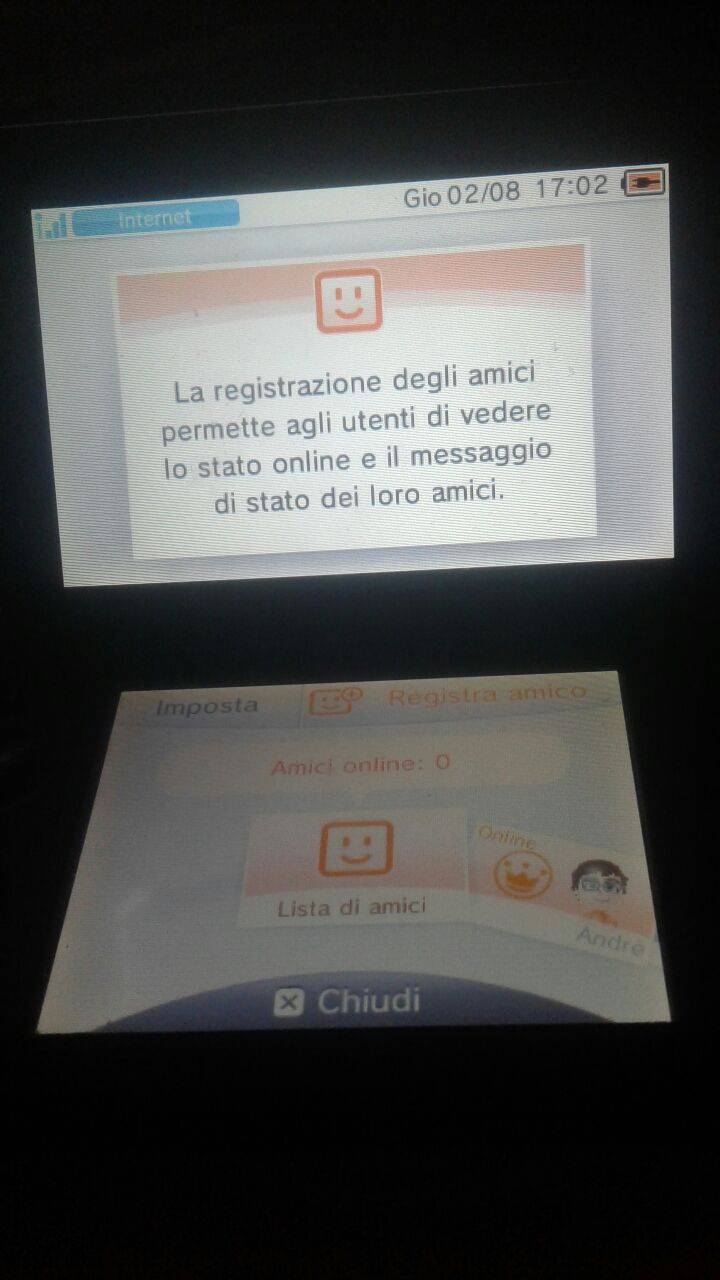 Internet
Gio 02/08 17:02
La registrazione degli amici
permette agli utenti di vedere
lo stato online e il messaggio
di stato dei loro amici.
Imposta
Registra amico
Amici online: 0
Online
Lista di amici
Andre
Chiudi